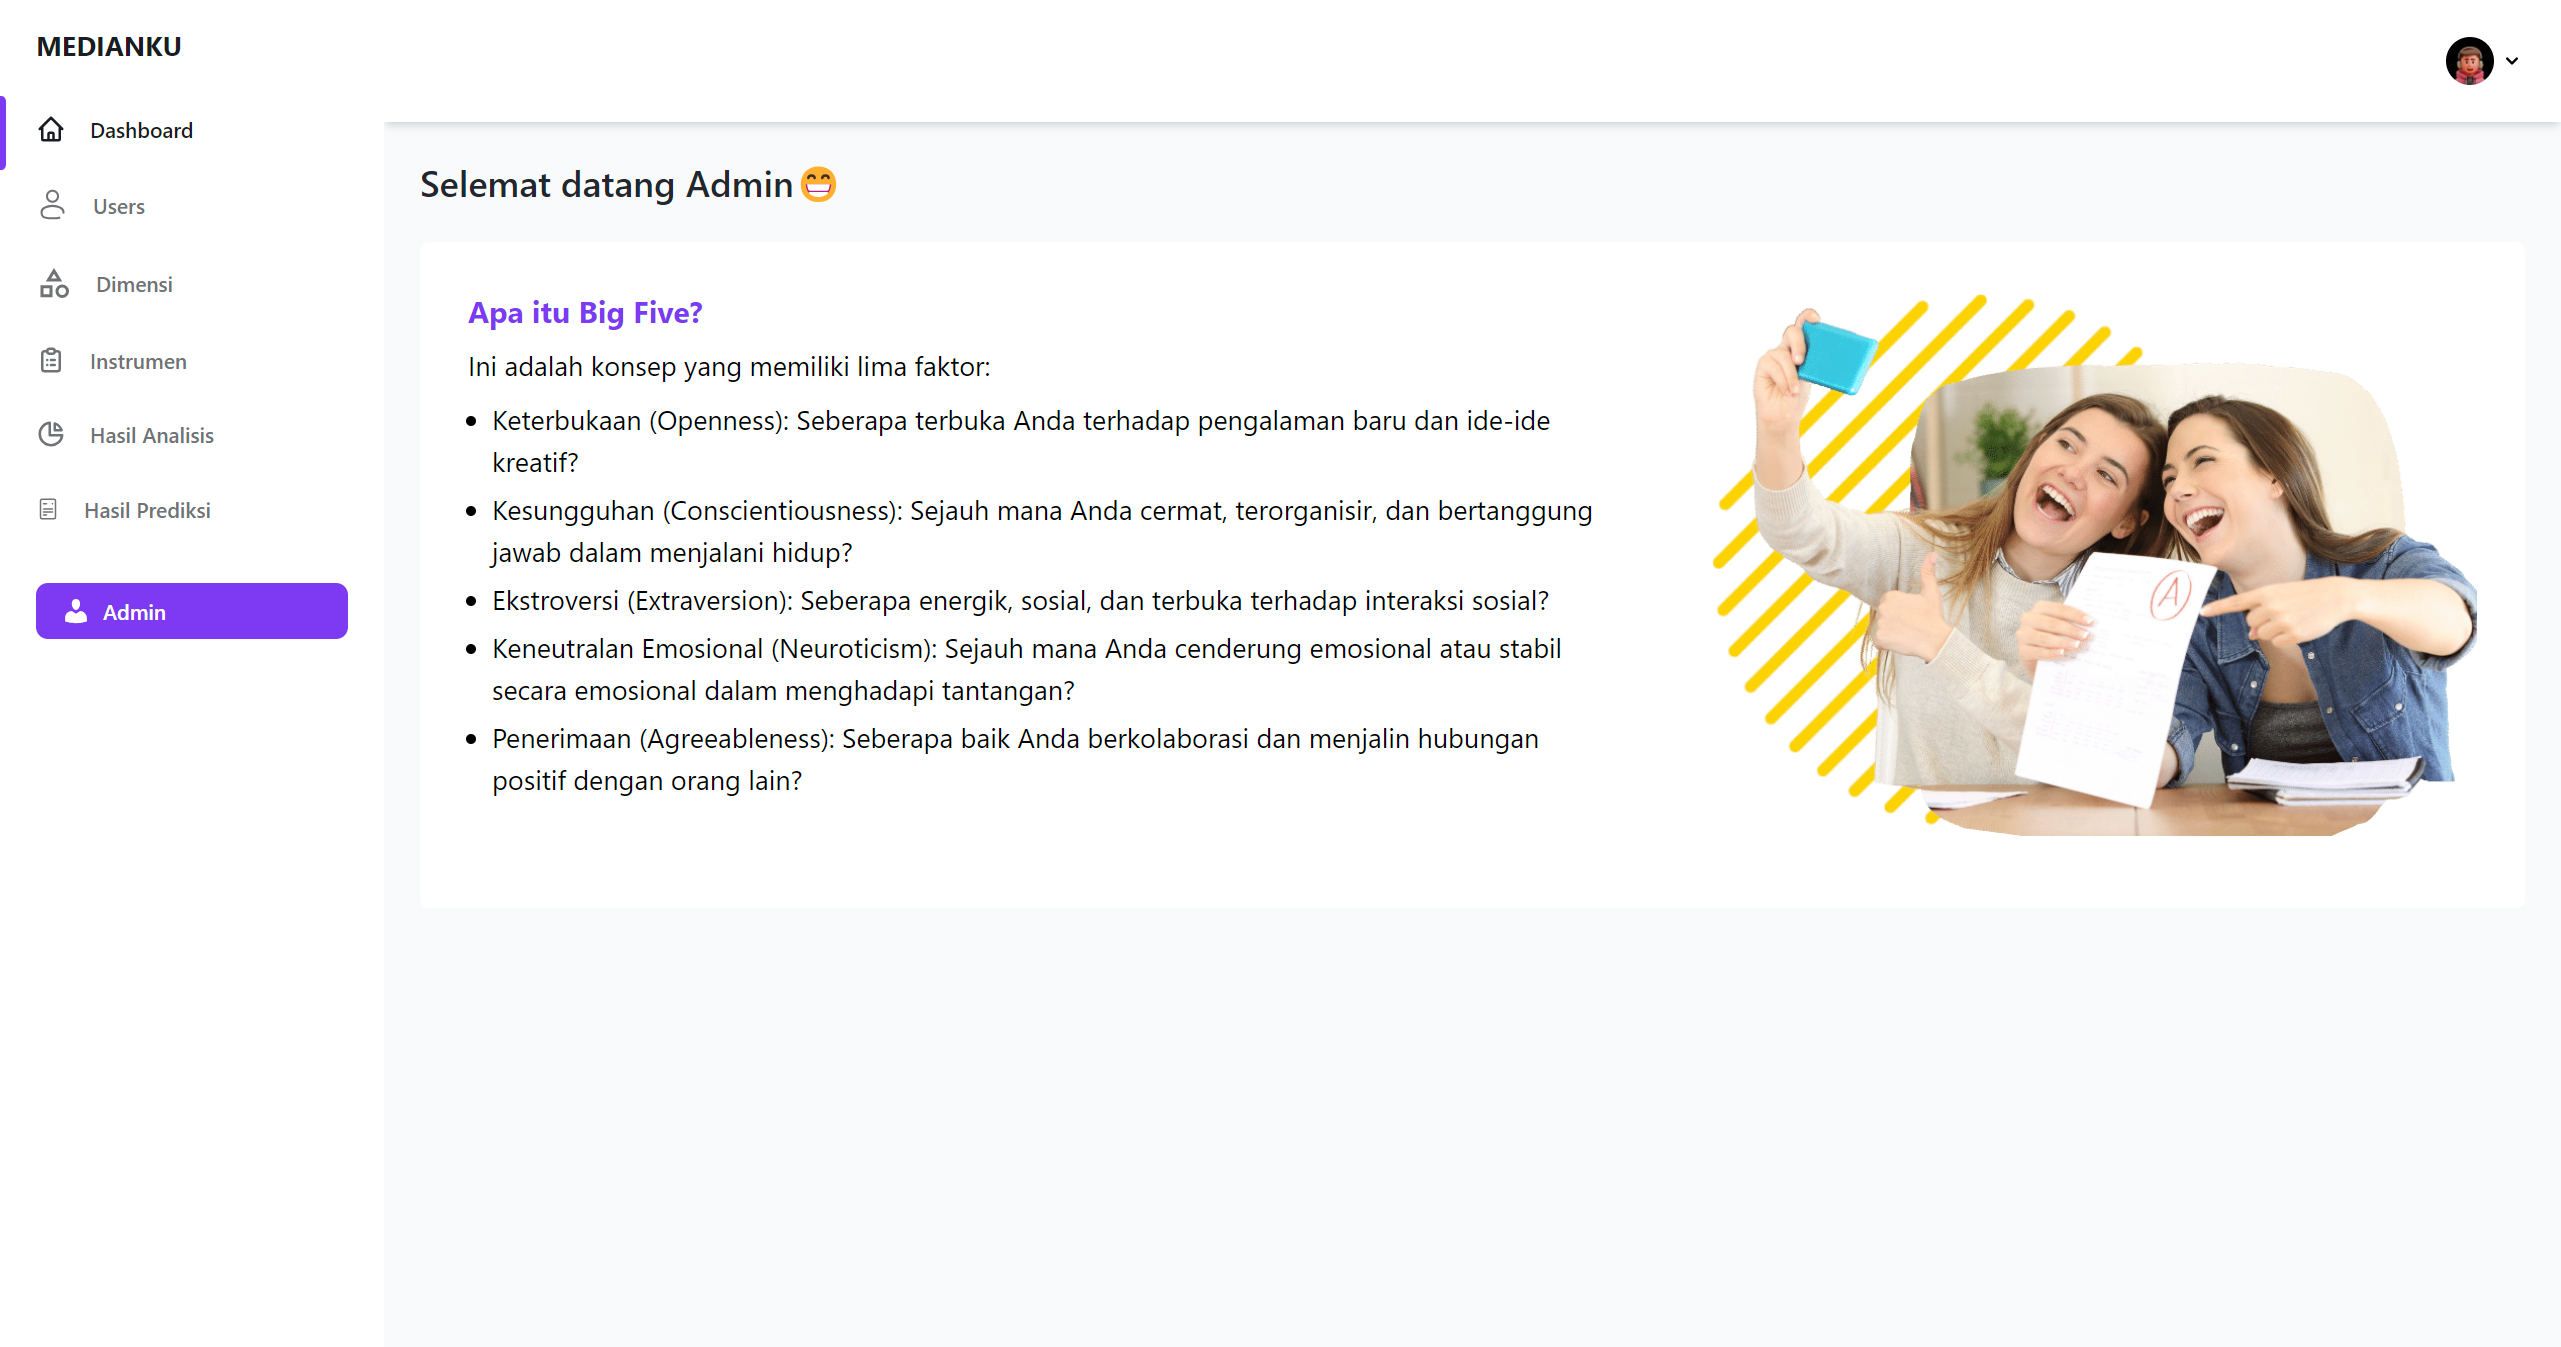 MEDIANKU
Dashboard
Users
Dimensi
Instrumen
Hasil Analisis
Hasil Prediksi
Admin
Selemat datang Admin😁
Apa itu Big Five?
Ini adalah konsep yang memiliki lima faktor:
• Keterbukaan (Openness): Seberapa terbuka Anda terhadap pengalaman baru dan ide-ide
kreatif?
• Kesungguhan (Conscientiousness): Sejauh mana Anda cermat, terorganisir, dan bertanggung
jawab dalam menjalani hidup?
• Ekstroversi (Extraversion): Seberapa energik, sosial, dan terbuka terhadap interaksi sosial?
• Keneutralan Emosional (Neuroticism): Sejauh mana Anda cenderung emosional atau stabil
secara emosional dalam menghadapi tantangan?
• Penerimaan (Agreeableness): Seberapa baik Anda berkolaborasi dan menjalin hubungan
positif dengan orang lain?
A